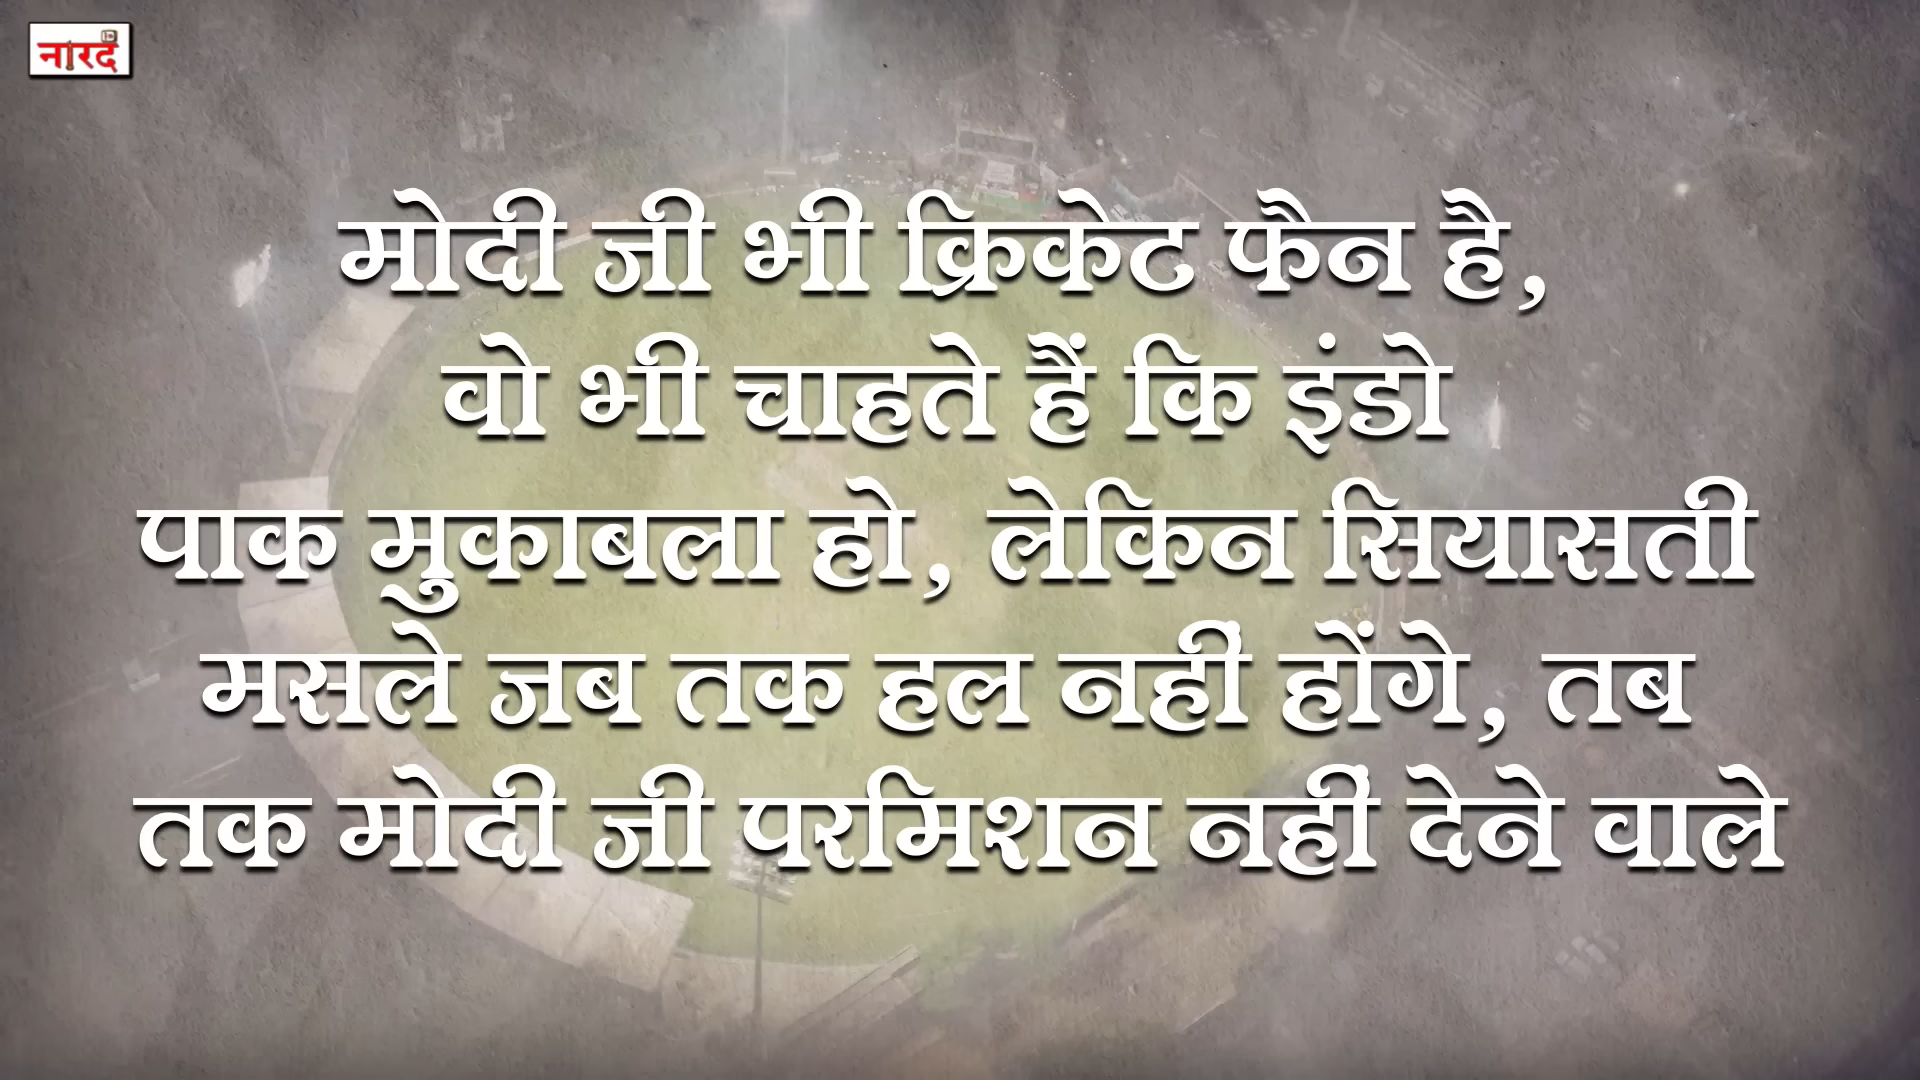 नारद
मोदी जी भी क्रिकेट फैन है,
वो भी चाहते हैं कि इंडो
पाक मुकाबला हो, लेकिन सियासती
मसले जब तक हल नहीं होंगे, तब
तक मोदी जी परमिशन नहीं देने वाले